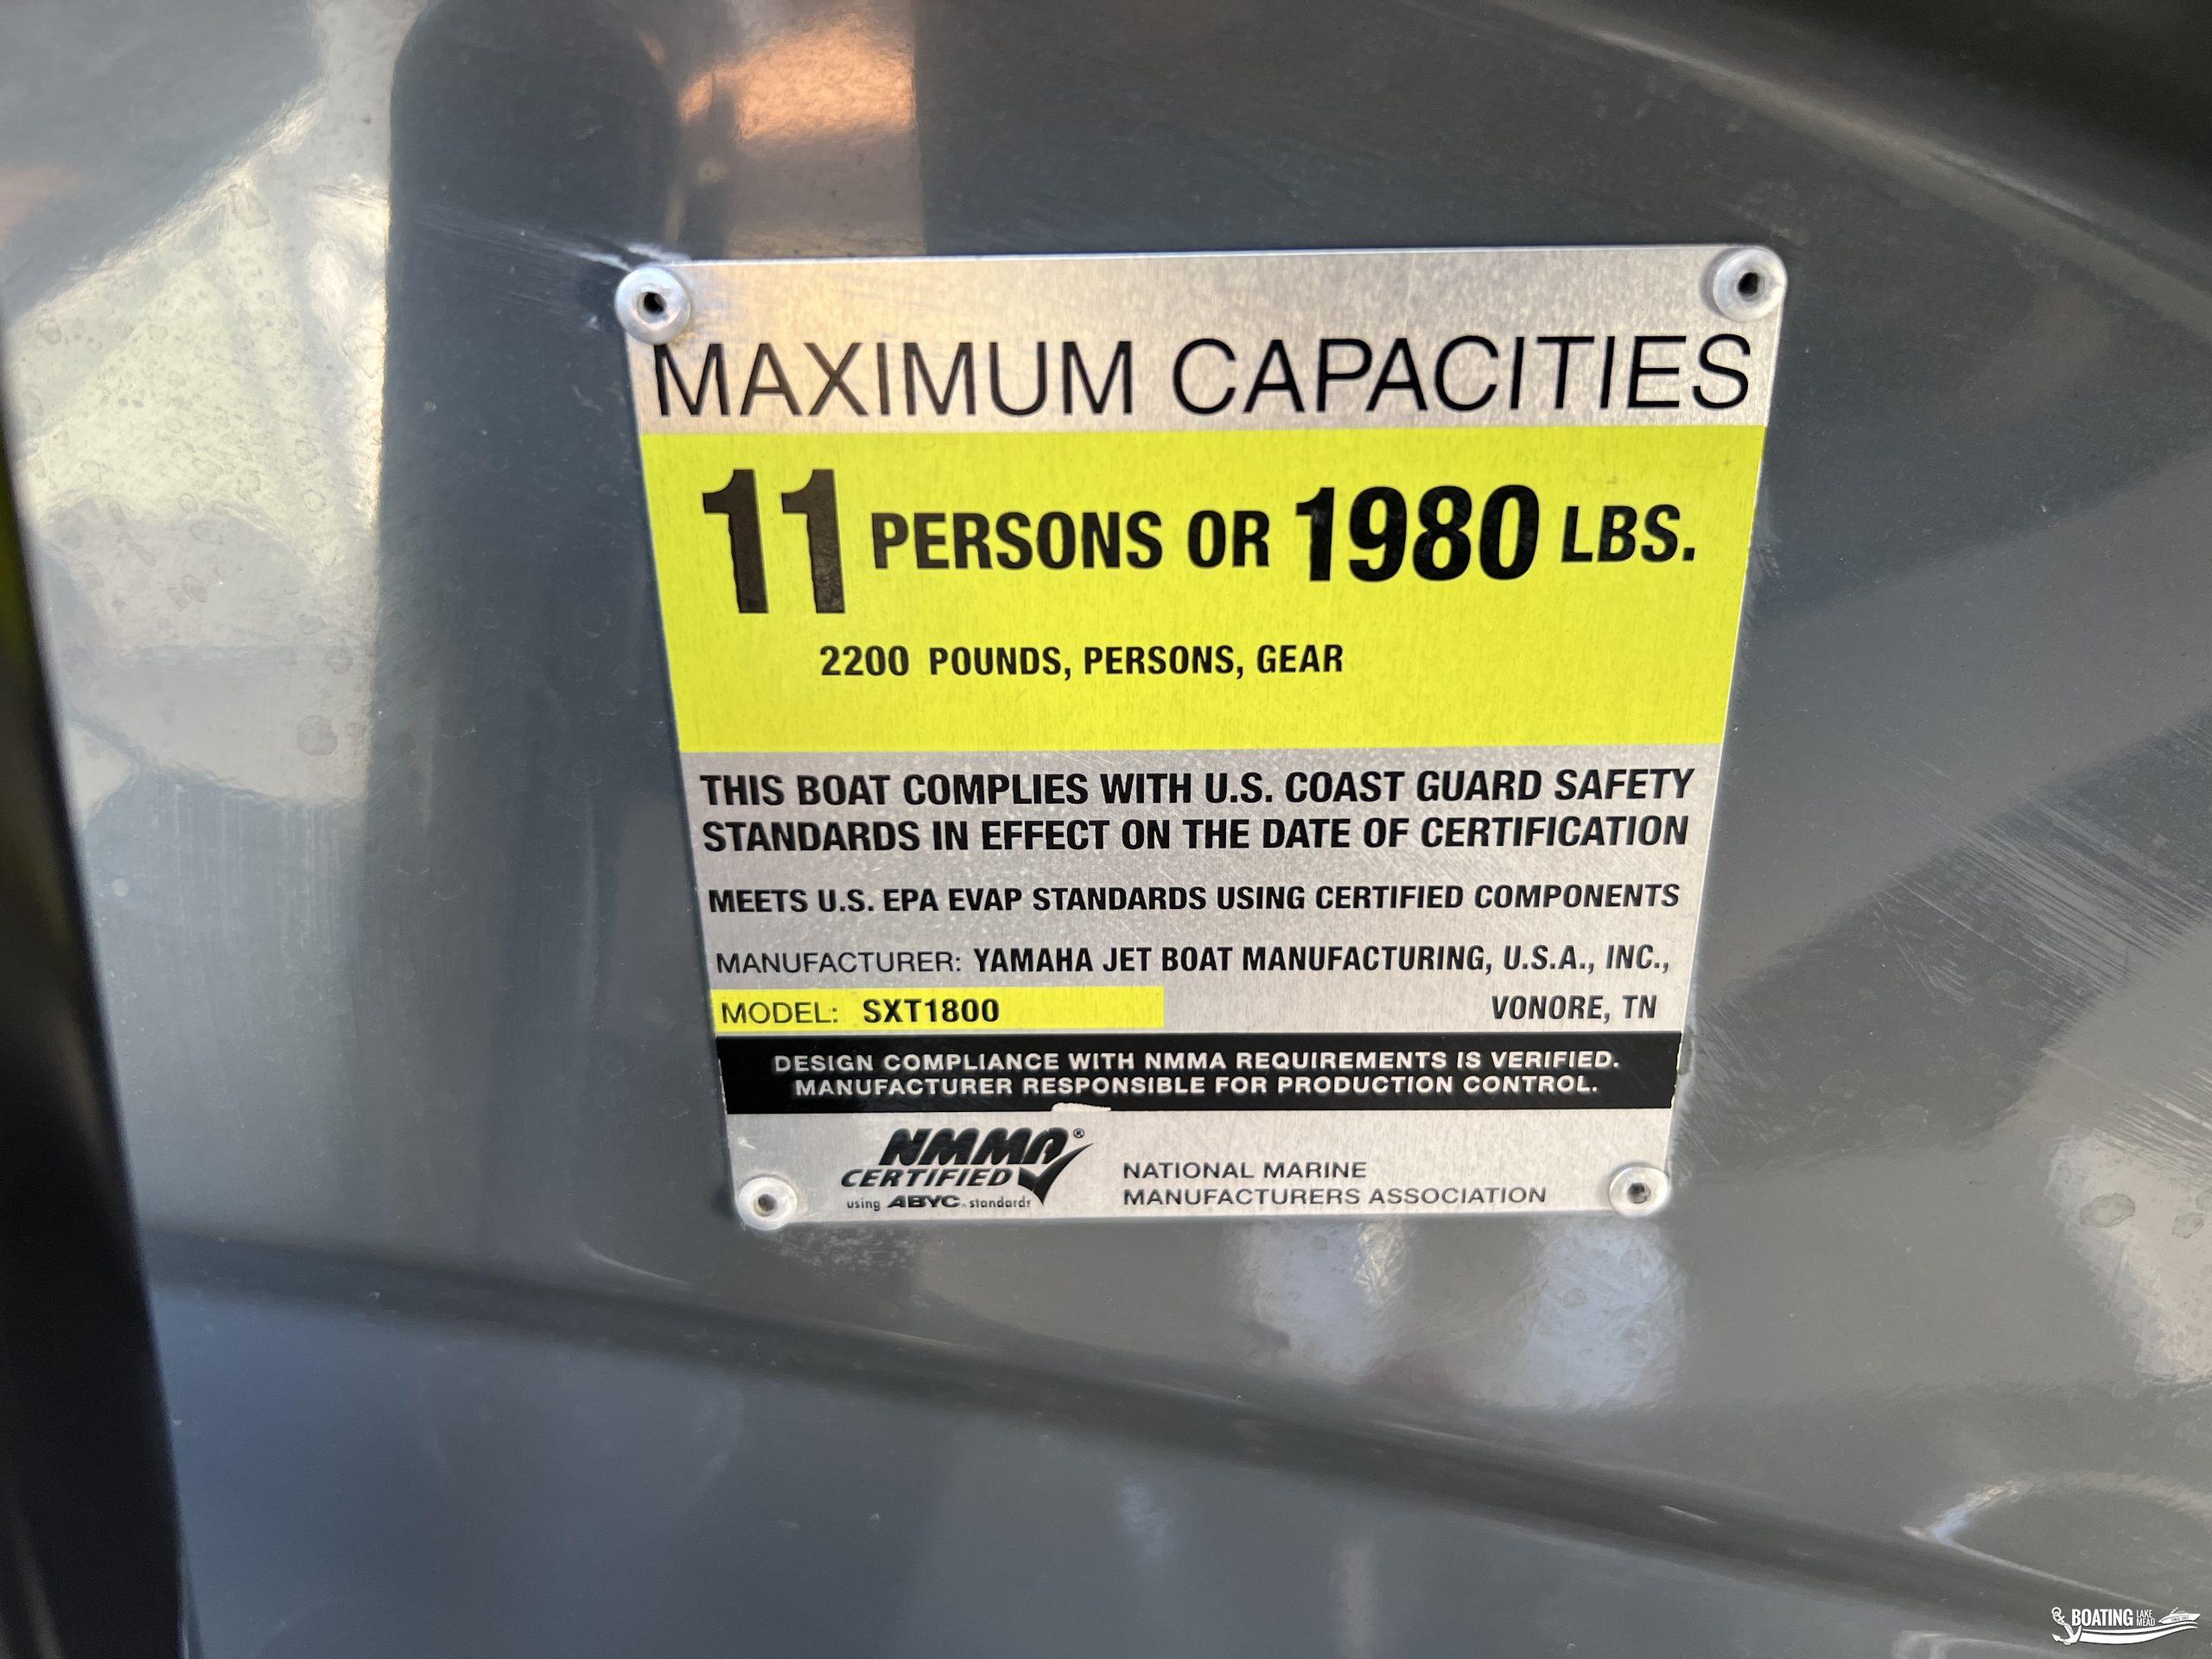 MAXIMUM CAPACITIES
11 PERSONS OR 1980 LBS.
2200 POUNDS, PERSONS, GEAR
THIS BOAT COMPLIES WITH U.S. COAST GUARD SAFETY
STANDARDS IN EFFECT ON THE DATE OF CERTIFICATION
MEETS U.S. EPA EVAP STANDARDS USING CERTIFIED COMPONENTS
MANUFACTURER: YAMAHA JET BOAT MANUFACTURING, U.S.A., INC.,
MODEL: SXT1800 VONORE, TN
DESIGN COMPLIANCE WITH NMMA REQUIREMENTS IS VERIFIED.
MANUFACTURER RESPONSIBLE FOR PRODUCTION CONTROL.
NMMA®
CERTIFIED
using ABYC standards
NATIONAL MARINE
MANUFACTURERS ASSOCIATION
BOATING LAKE MEAD